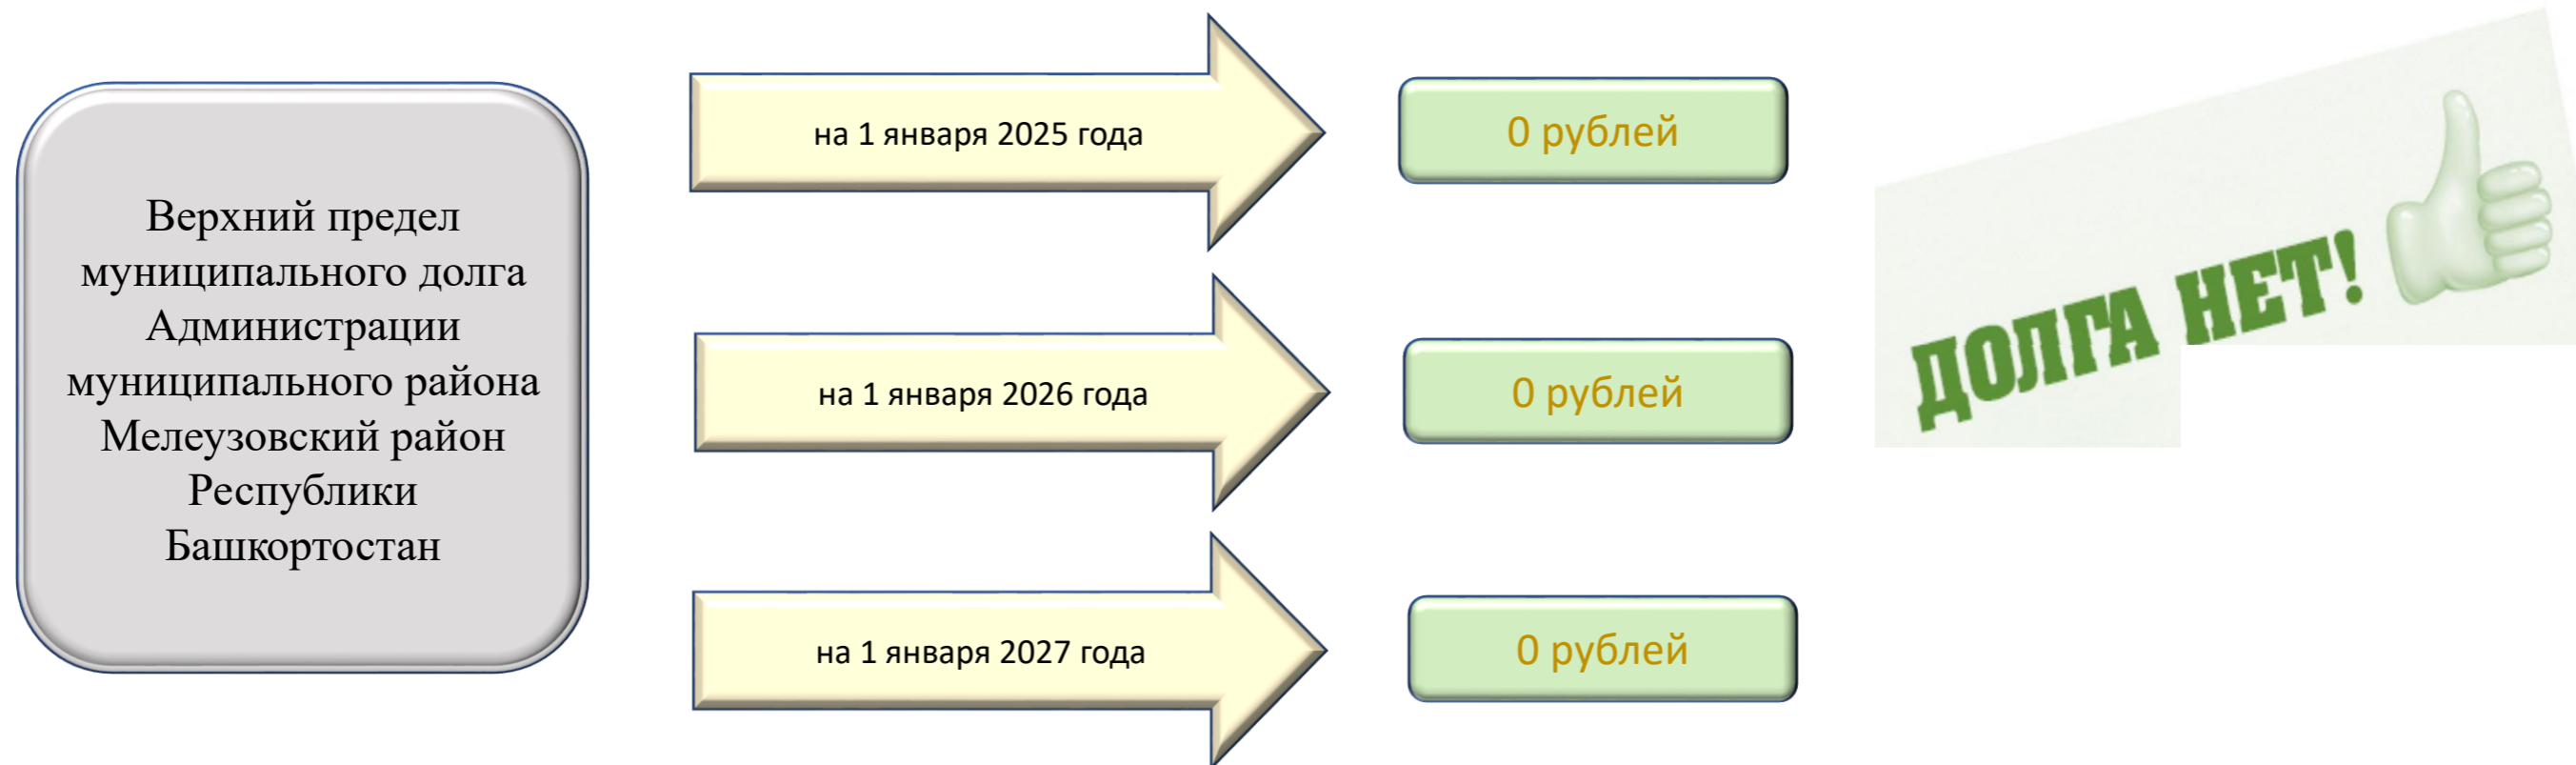 Верхний предел
муниципального долга
Администрации
муниципального района
Мелеузовский район
Республики
Башкортостан
на 1 января 2025 года
0 рублей
на 1 января 2026 года
0 рублей
на 1 января 2027 года
0 рублей
ДОЛГА НЕТ!